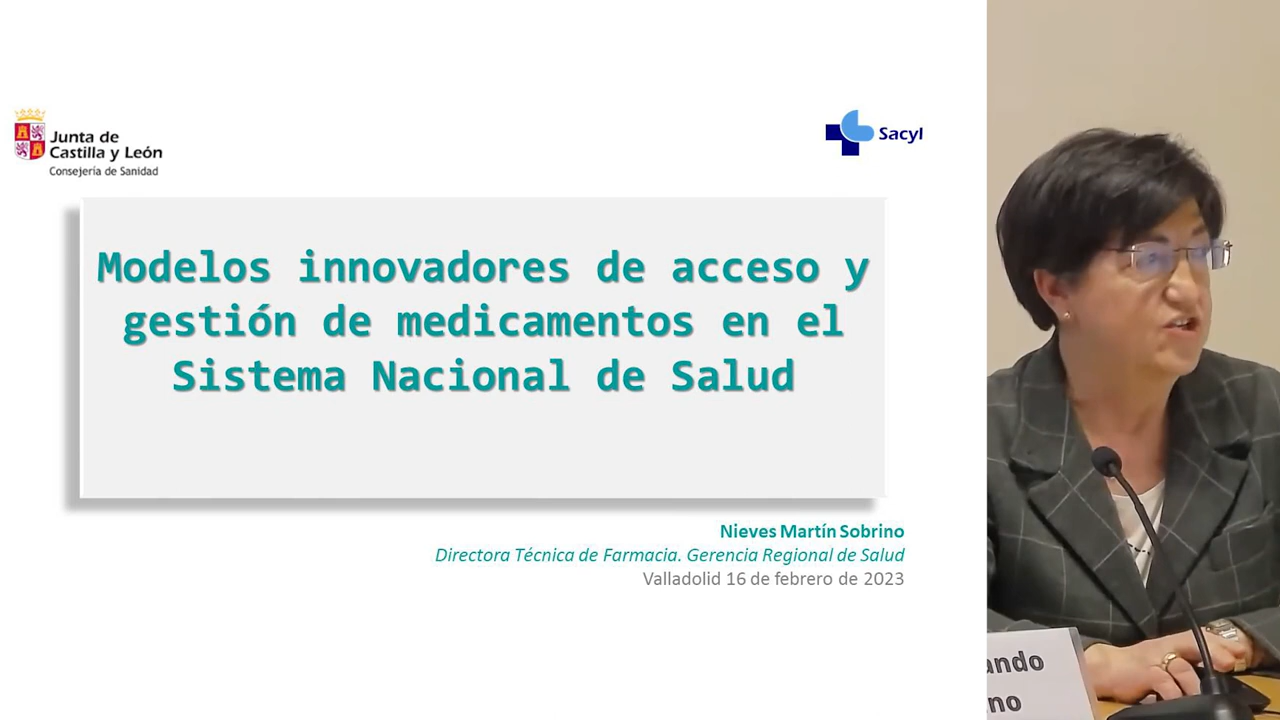 Junta de
Castilla y León
Consejería de Sanidad
Sacyl
Modelos innovadores de acceso y
gestión de medicamentos en el
Sistema Nacional de Salud
Nieves Martín Sobrino
Directora Técnica de Farmacia. Gerencia Regional de Salud
Valladolid 16 de febrero de 2023